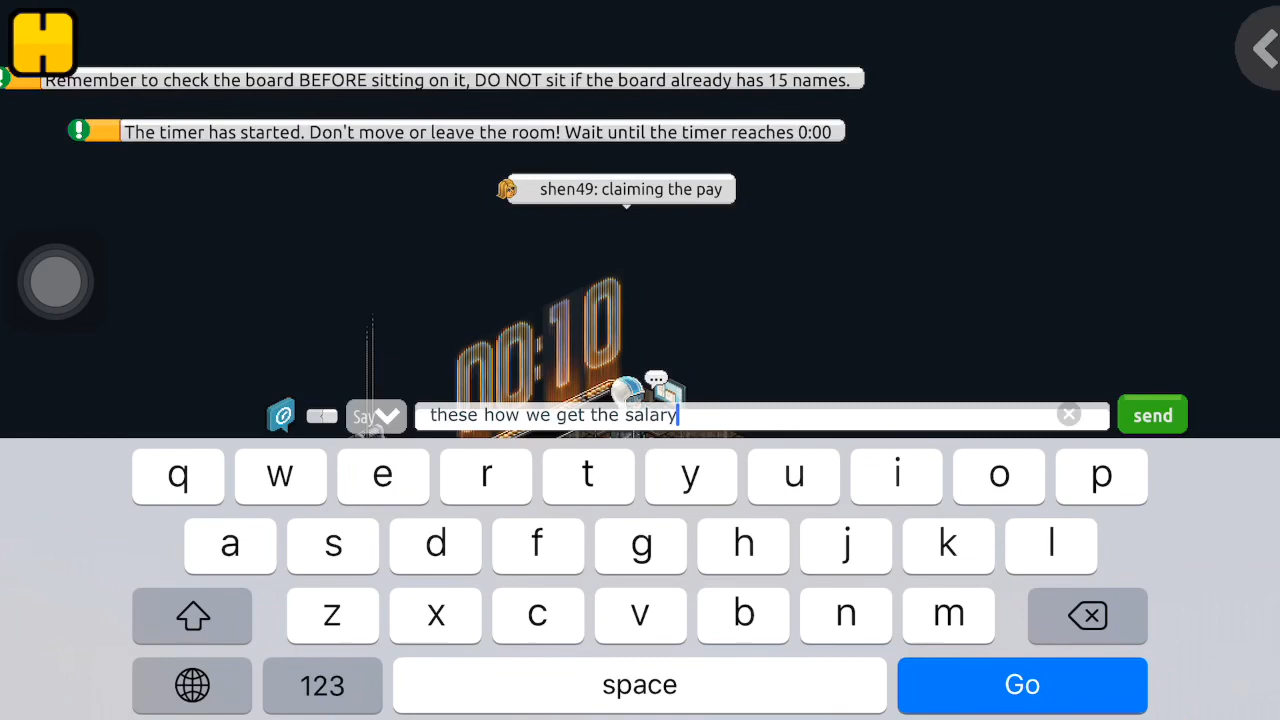 H
Remember to check the board BEFORE sitting on it, DO NOT sit if the board already has 15 names.
! The timer has started. Don't move or leave the room! Wait until the timer reaches 0:00
shen49: claiming the pay
00:10
Say
these how we get the salary
send
q w e r t y u i o p
a s d f g h j k l
z x c v b n m
123 space Go